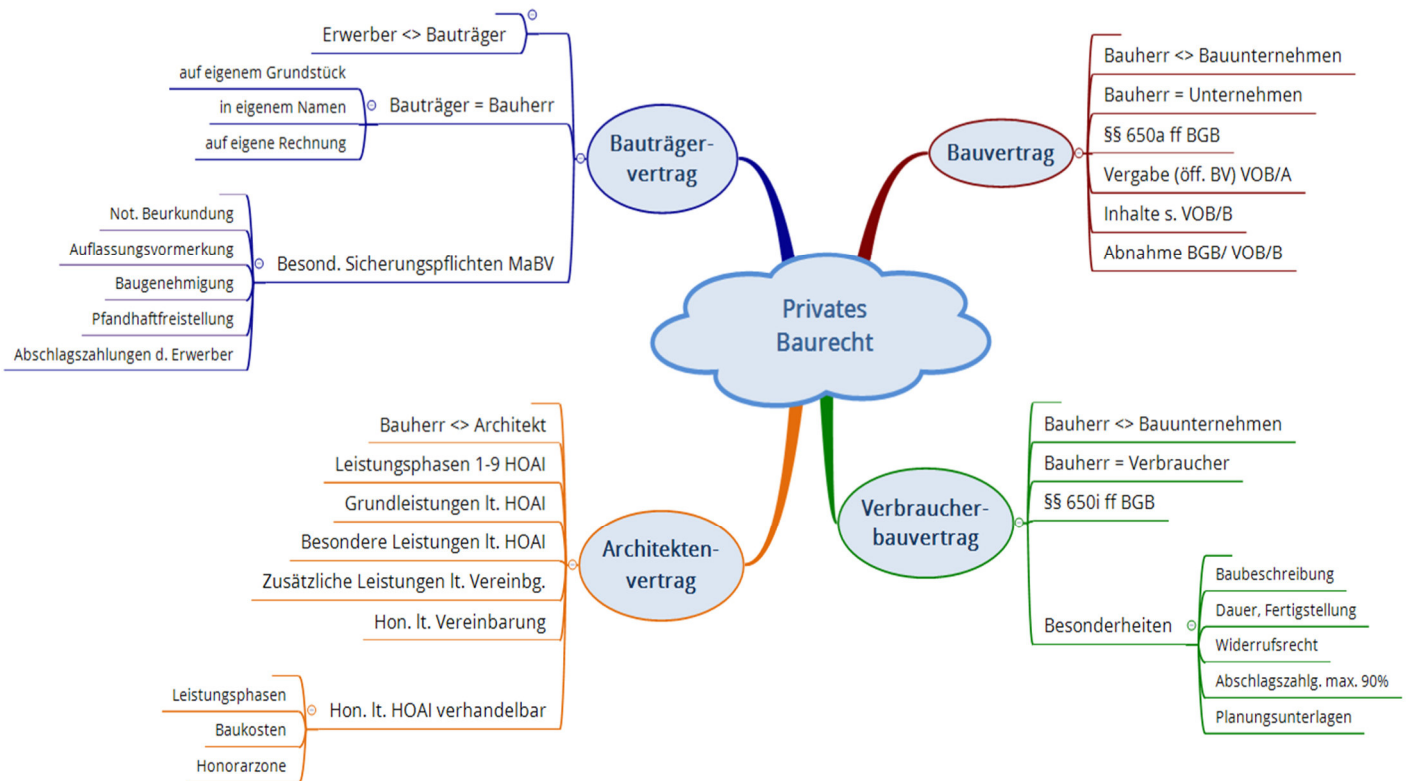 Privates
Baurecht
Bauträger-
vertrag
Erwerber <> Bauträger
Bauträger = Bauherr
auf eigenem Grundstück
in eigenem Namen
auf eigene Rechnung
Besond. Sicherungspflichten MaBV
Not. Beurkundung
Auflassungsvormerkung
Baugenehmigung
Pfandhaftfreistellung
Abschlagszahlungen d. Erwerber
Bauvertrag
Bauherr <> Bauunternehmen
Bauherr = Unternehmen
§§ 650a ff BGB
Vergabe (öff. BV) VOB/A
Inhalte s. VOB/B
Abnahme BGB/ VOB/B
Architekten-
vertrag
Bauherr <> Architekt
Leistungsphasen 1-9 HOAI
Grundleistungen lt. HOAI
Besondere Leistungen lt. HOAI
Zusätzliche Leistungen lt. Vereinbg.
Hon. lt. Vereinbarung
Hon. lt. HOAI verhandelbar
Leistungsphasen
Baukosten
Honorarzone
Verbraucher-
bauvertrag
Bauherr <> Bauunternehmen
Bauherr = Verbraucher
§§ 650i ff BGB
Besonderheiten
Baubeschreibung
Dauer, Fertigstellung
Widerrufsrecht
Abschlagszahlg. max. 90%
Planungsunterlagen